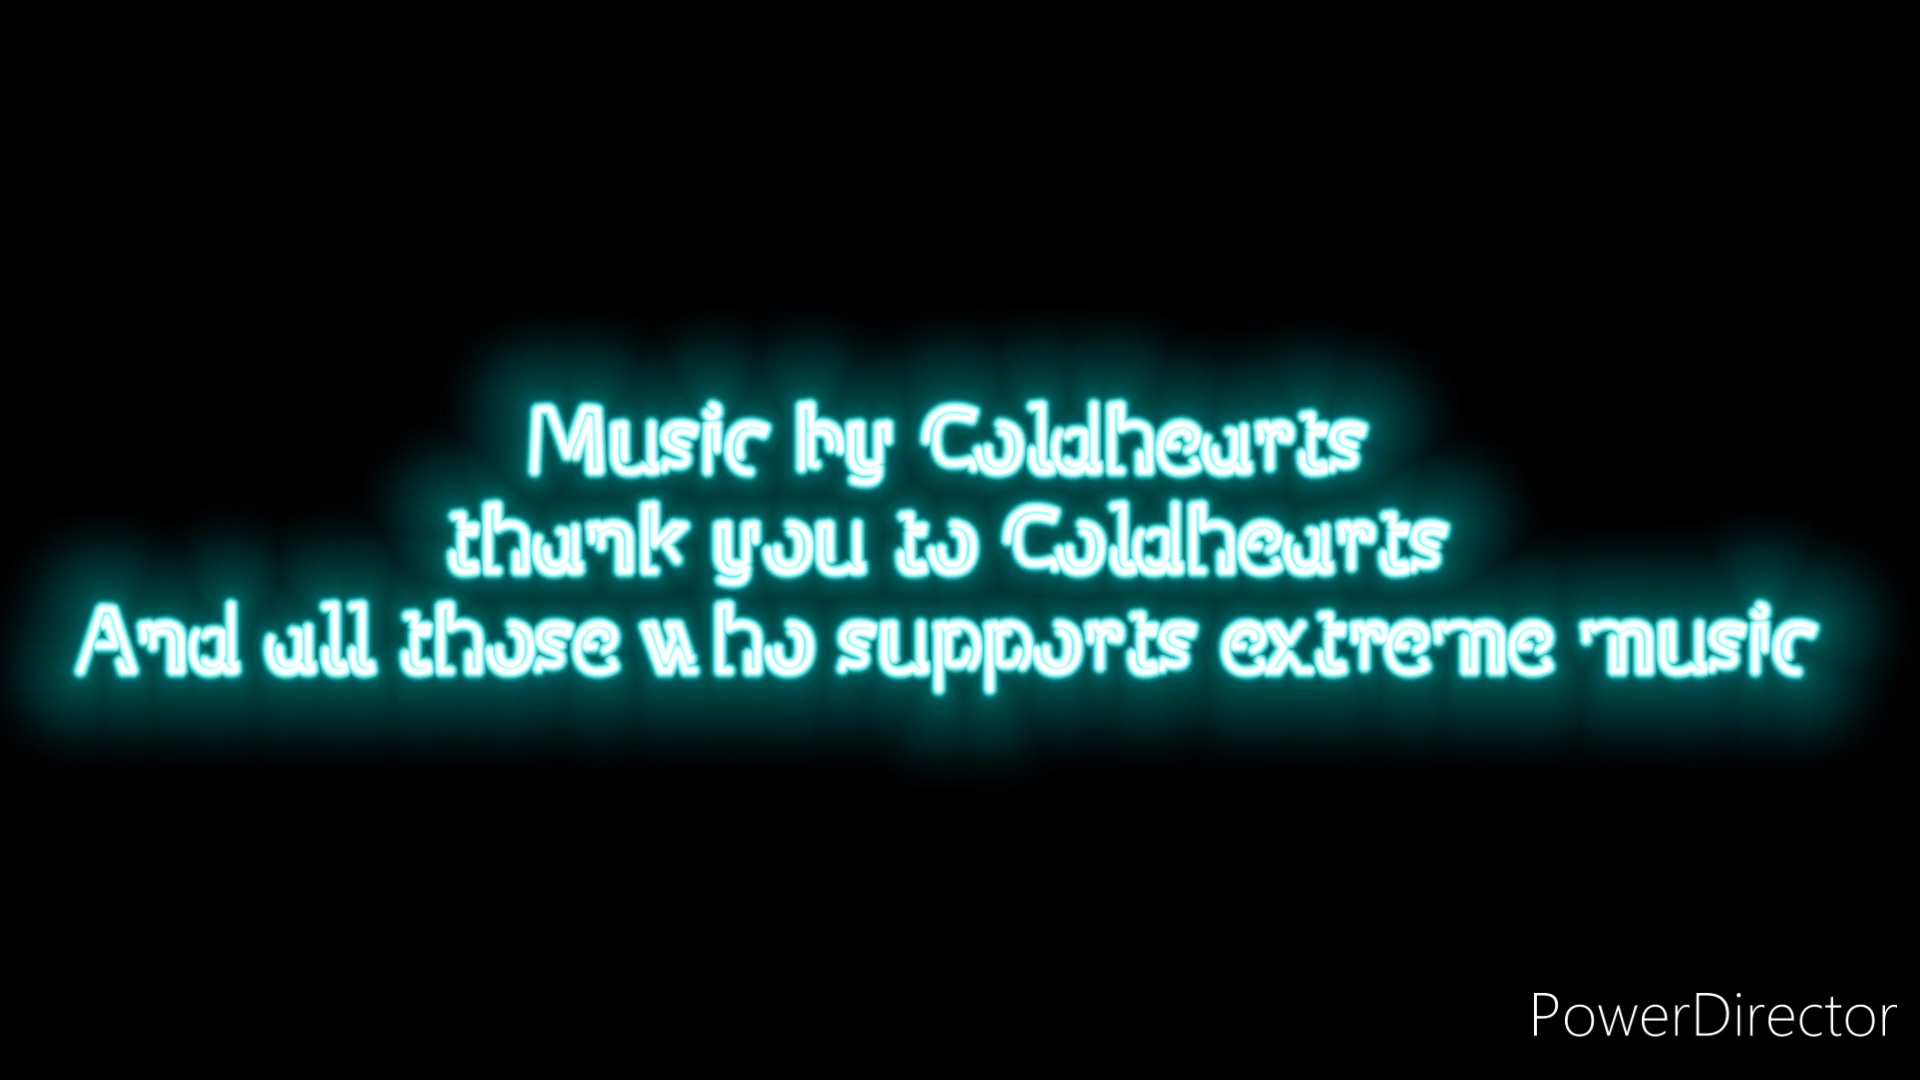 Music by Coldhearts
thank you to Coldhearts
And all those who supports extreme music
PowerDirector